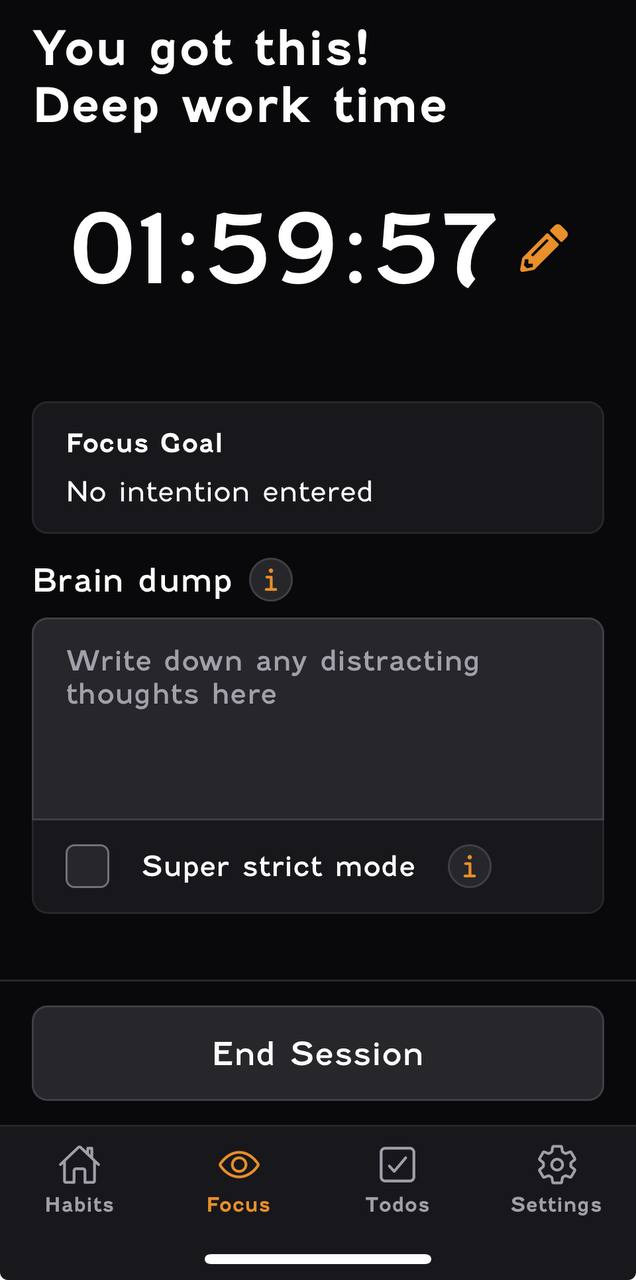 You got this!
Deep work time
01:59:57
Focus Goal
No intention entered
Brain dump i
Write down any distracting
thoughts here
Super strict mode i
End Session
Habits Focus Todos Settings